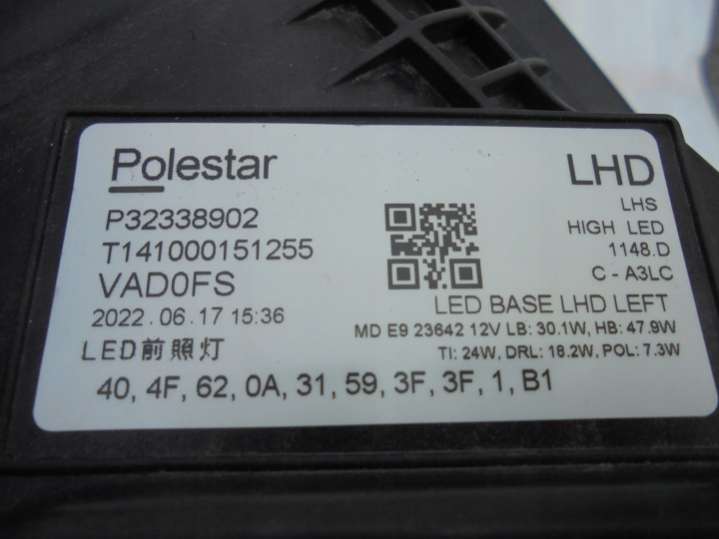 Polestar
LHD
P32338902
LHS
T141000151255
HIGH LED
1148.D
VAD0FS
C - A3LC
2022.06.17 15:36
LED BASE LHD LEFT
MD E9 23642 12V LB: 30.1W, HB: 47.9W
LED前照灯
TI: 24W, DRL: 18.2W, POL: 7.3W
40, 4F, 62, 0A, 31, 59, 3F, 3F, 1, B1